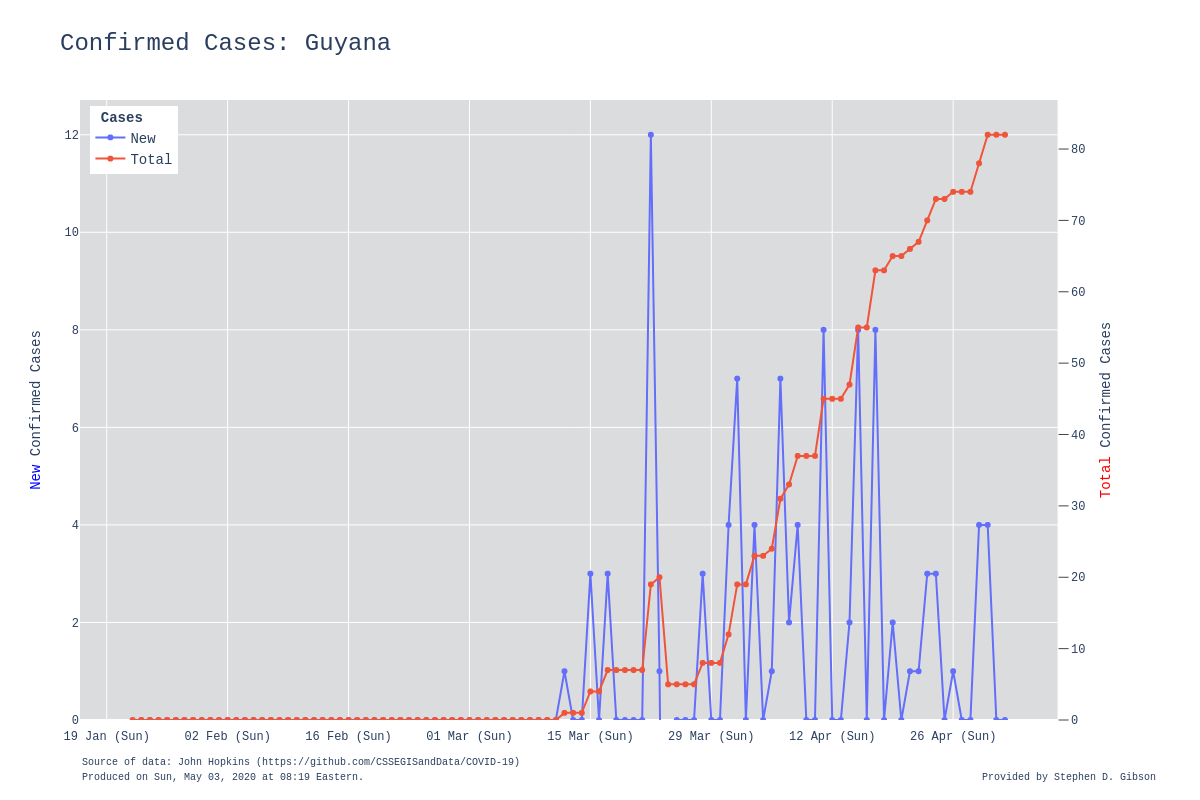 Confirmed Cases: Guyana
Cases
New
Total
12
10
8
6
4
2
0
80
70
60
50
40
30
20
10
0
New Confirmed Cases
Total Confirmed Cases
19 Jan (Sun) 02 Feb (Sun) 16 Feb (Sun) 01 Mar (Sun) 15 Mar (Sun) 29 Mar (Sun) 12 Apr (Sun) 26 Apr (Sun)
Source of data: John Hopkins (https://github.com/CSSEGISandData/COVID-19)
Produced on Sun, May 03, 2020 at 08:19 Eastern.
Provided by Stephen D. Gibson